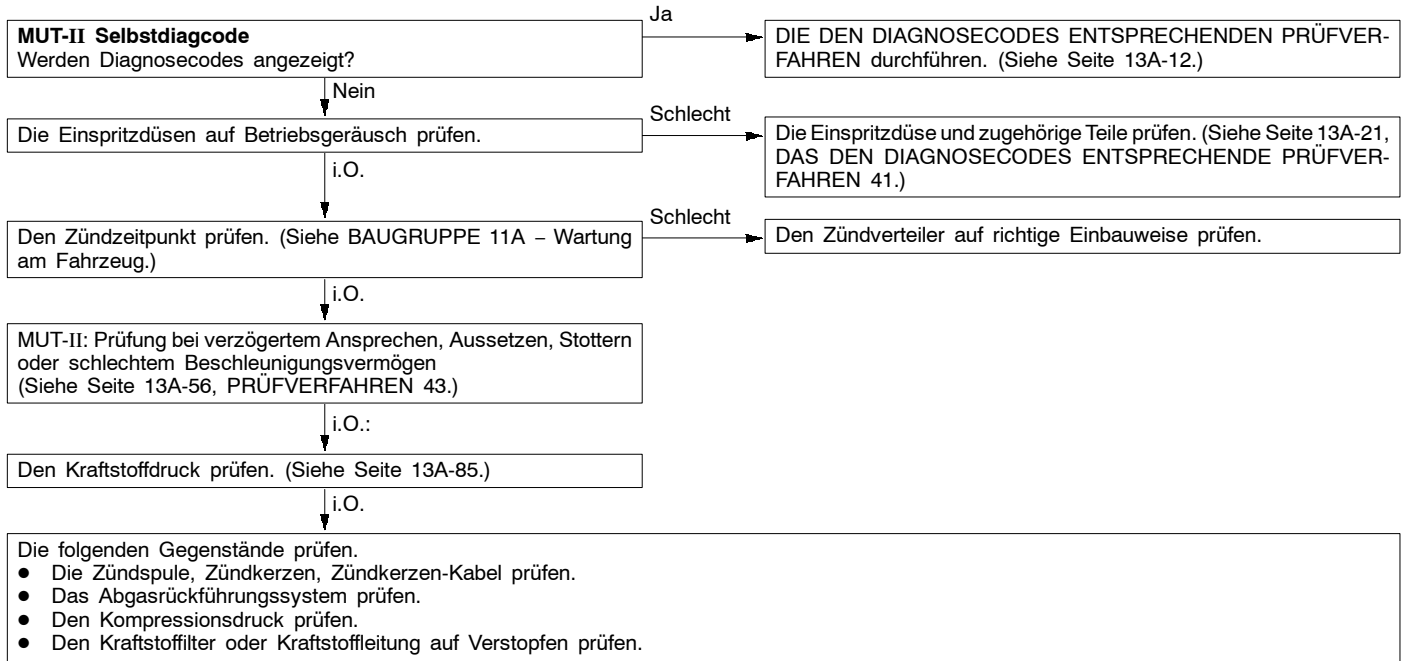 Ja
MUT-II Selbstdiagcode
Werden Diagnosecodes angezeigt?
DIE DEN DIAGNOSECODES ENTSPRECHENDEN PRÜFVER-
FAHREN durchführen. (Siehe Seite 13A-12.)
Nein
Die Einspritzdüsen auf Betriebsgeräusch prüfen.
Schlecht
Die Einspritzdüse und zugehörige Teile prüfen. (Siehe Seite 13A-21,
DAS DEN DIAGNOSECODES ENTSPRECHENDE PRÜFVER-
FAHREN 41.)
i.O.
Den Zündzeitpunkt prüfen. (Siehe BAUGRUPPE 11A – Wartung
am Fahrzeug.)
Schlecht
Den Zündverteiler auf richtige Einbauweise prüfen.
i.O.
MUT-II: Prüfung bei verzögertem Ansprechen, Aussetzen, Stottern
oder schlechtem Beschleunigungsvermögen
(Siehe Seite 13A-56, PRÜFVERFAHREN 43.)
i.O.:
Den Kraftstoffdruck prüfen. (Siehe Seite 13A-85.)
i.O.
Die folgenden Gegenstände prüfen.
● Die Zündspule, Zündkerzen, Zündkerzen-Kabel prüfen.
● Das Abgasrückführungssystem prüfen.
● Den Kompressionsdruck prüfen.
● Den Kraftstoffilter oder Kraftstoffleitung auf Verstopfen prüfen.